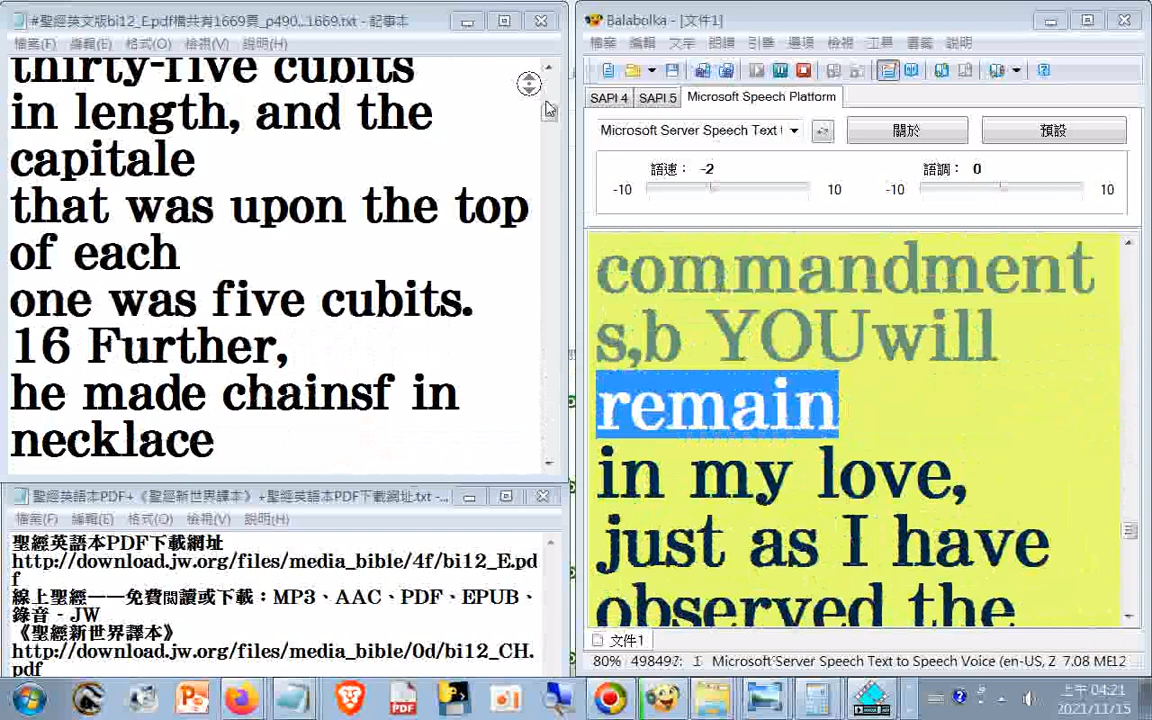 #聖經英文版bi12_E.pdf檔共有1669頁_p490...1669.txt - 記事本
檔案(F) 編輯(E) 格式(O) 檢視(V) 說明(H)
thirty-five cubits
in length, and the
capitale
that was upon the top
of each
one was five cubits.
16 Further,
he made chainsf in
necklace
聖經英語本PDF+《聖經新世界譯本》+聖經英語本PDF下載網址.txt - ...
檔案(F) 編輯(E) 格式(O) 檢視(V) 說明(H)
聖經英語本PDF下載網址
http://download.jw.org/files/media_bible/4f/bi12_E.pd
f
線上聖經——免費閱讀或下載：MP3、AAC、PDF、EPUB、
錄音 - JW
《聖經新世界譯本》
http://download.jw.org/files/media_bible/0d/bi12_CH.
pdf
Balabolka - [文件1]
檔案 編輯 文字 朗讀 引擎 選項 檢視 工具 書籤 說明
SAPI 4 SAPI 5 Microsoft Speech Platform
Microsoft Server Speech Text 關於 預設
語速： -2 語調： 0
-10 10 -10 10
commandment
s,b YOUwill
remain
in my love,
just as I have
observed the
文件1
80% Microsoft Server Speech Text to Speech Voice (en-US, Z 7.08 ME12
上午 04:21
2021/11/15